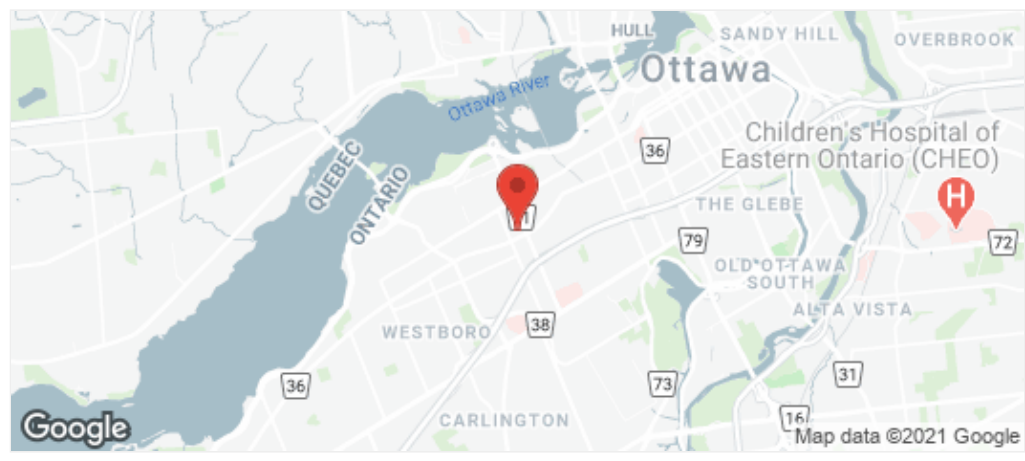 HULL
SANDY HILL
OVERBROOK
Ottawa
Ottawa River
Children's Hospital of
Eastern Ontario (CHEO)
36
QUEBEC
ONTARIO
H
THE GLEBE
79
72
OLD OTTAWA
SOUTH
ALTA VISTA
WESTBORO
38
36
73
31
CARLINGTON
16
Google
Map data ©2021 Google